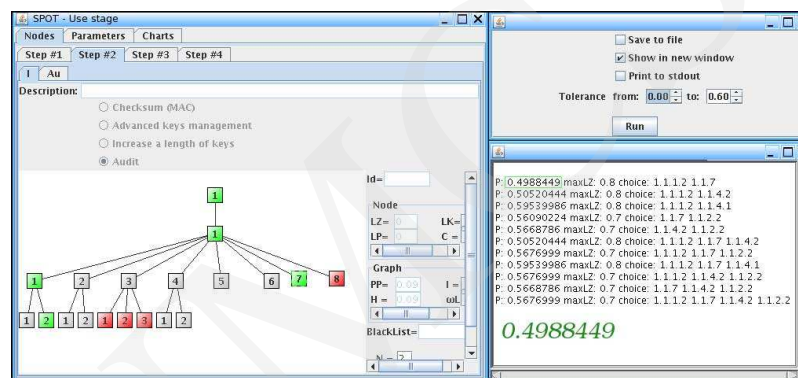 SPOT - Use stage
Nodes Parameters Charts
Step #1 Step #2 Step #3 Step #4
I Au
Description:
Checksum (MAC)
Advanced keys management
Increase a length of keys
Audit
1
1
1 2 3 4 5 6 7 8
1 2 1 2 1 2 3 1 2
Id=
Node
LZ= 0 LK=
LP= 0 C =
Graph
PP= 0.09 I =
H = 0.09 ωL
BlackList=
N = 2
Save to file
Show in new window
Print to stdout
Tolerance from: 0.00 to: 0.60
Run
P: 0.4988449 maxLZ: 0.8 choice: 1.1.1.2 1.1.7
P: 0.50520444 maxLZ: 0.8 choice: 1.1.1.2 1.1.4.2
P: 0.59539986 maxLZ: 0.8 choice: 1.1.1.2 1.1.4.1
P: 0.56090224 maxLZ: 0.7 choice: 1.1.7 1.1.2.2
P: 0.5668786 maxLZ: 0.7 choice: 1.1.4.2 1.1.2.2
P: 0.50520444 maxLZ: 0.8 choice: 1.1.1.2 1.1.7 1.1.4.2
P: 0.5676999 maxLZ: 0.7 choice: 1.1.1.2 1.1.7 1.1.2.2
P: 0.59539986 maxLZ: 0.8 choice: 1.1.1.2 1.1.7 1.1.4.1
P: 0.5676999 maxLZ: 0.7 choice: 1.1.1.2 1.1.4.2 1.1.2.2
P: 0.5668786 maxLZ: 0.7 choice: 1.1.7 1.1.4.2 1.1.2.2
P: 0.5676999 maxLZ: 0.7 choice: 1.1.1.2 1.1.7 1.1.4.2 1.1.2.2
0.4988449